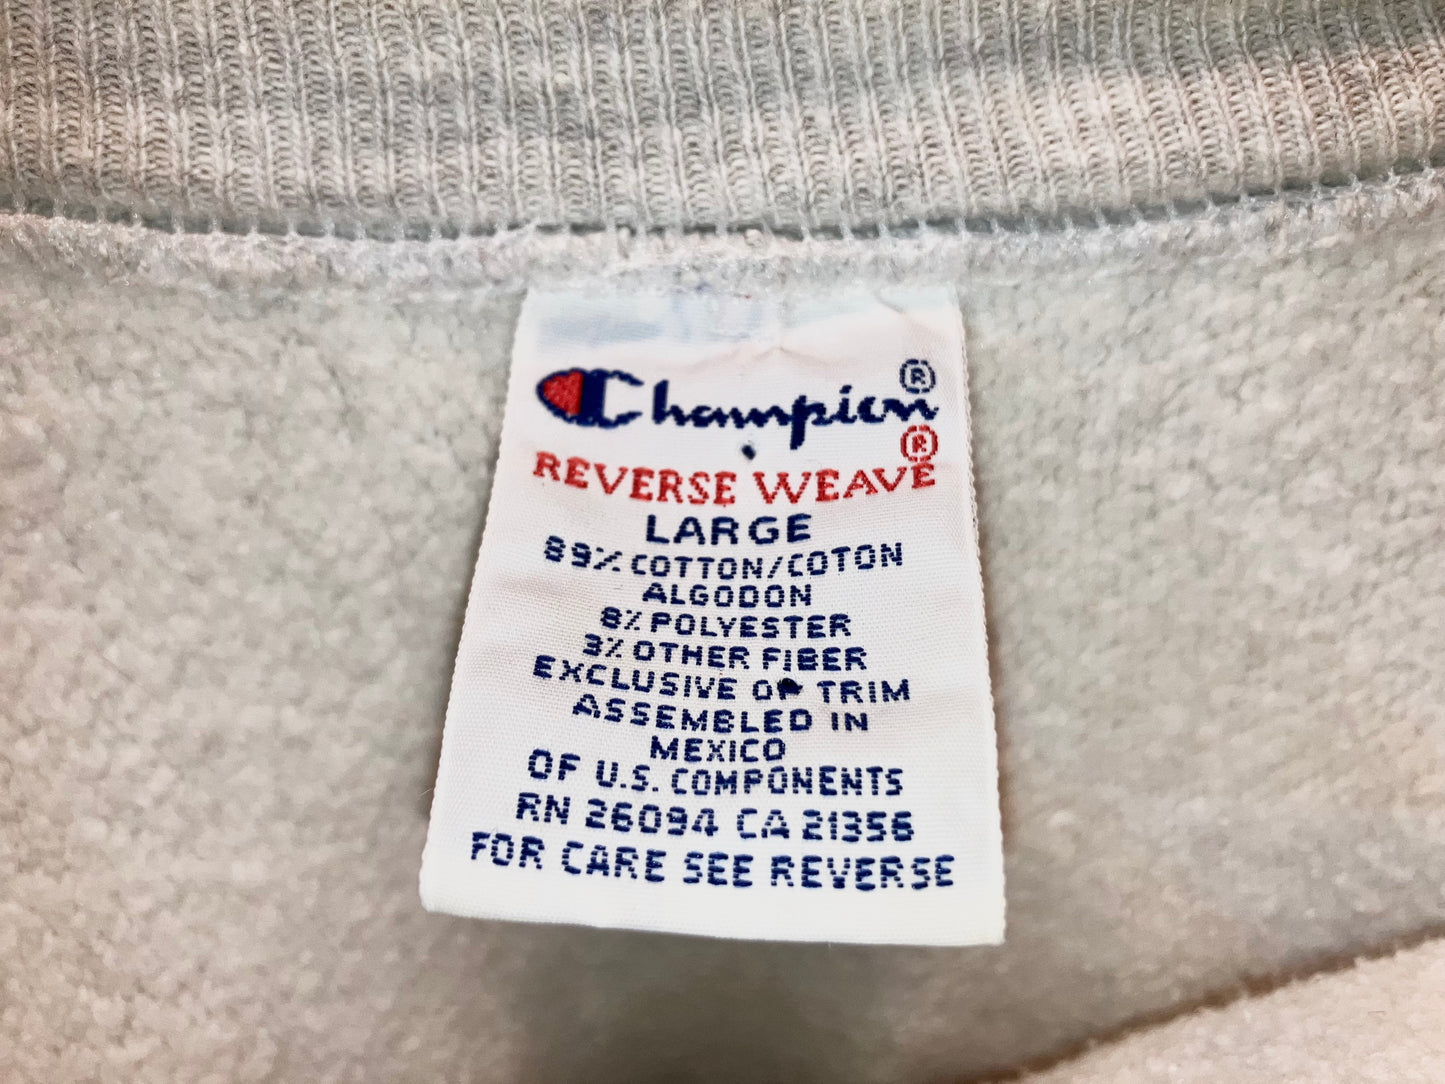 Champion®
REVERSE WEAVE®
LARGE
89% COTTON/COTON
ALGODON
8% POLYESTER
3% OTHER FIBER
EXCLUSIVE OF TRIM
ASSEMBLED IN
MEXICO
OF U.S. COMPONENTS
RN 26094 CA 21356
FOR CARE SEE REVERSE